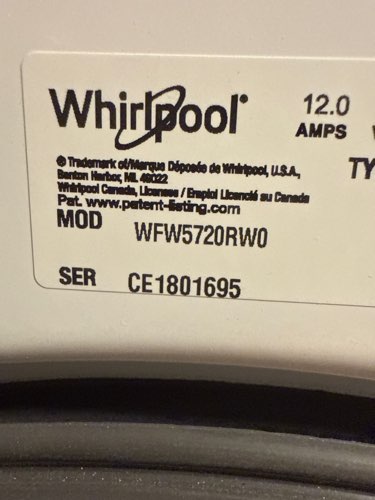 Whirlpool®
12.0
AMPS
TY
® Trademark of/Marque Déposée de Whirlpool, U.S.A.,
Benton Harbor, MI. 49022
Whirlpool Canada, Licensee / Emploi Licencié au Canada
Pat. www.patent-listing.com
MOD WFW5720RW0
SER CE1801695